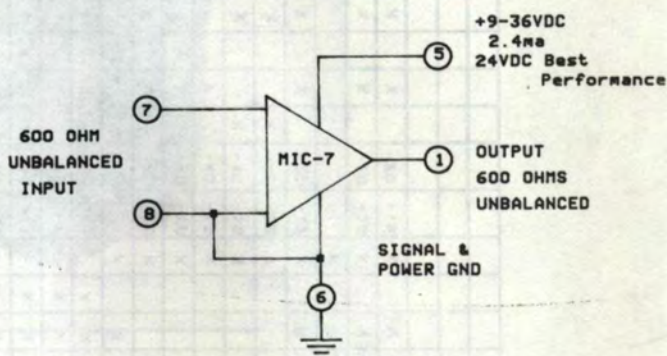 +9-36VDC
2.4ma
24VDC Best
Performance
5
7
600 OHM
UNBALANCED
INPUT
MIC-7
1
OUTPUT
600 OHMS
UNBALANCED
8
SIGNAL &
POWER GND
6